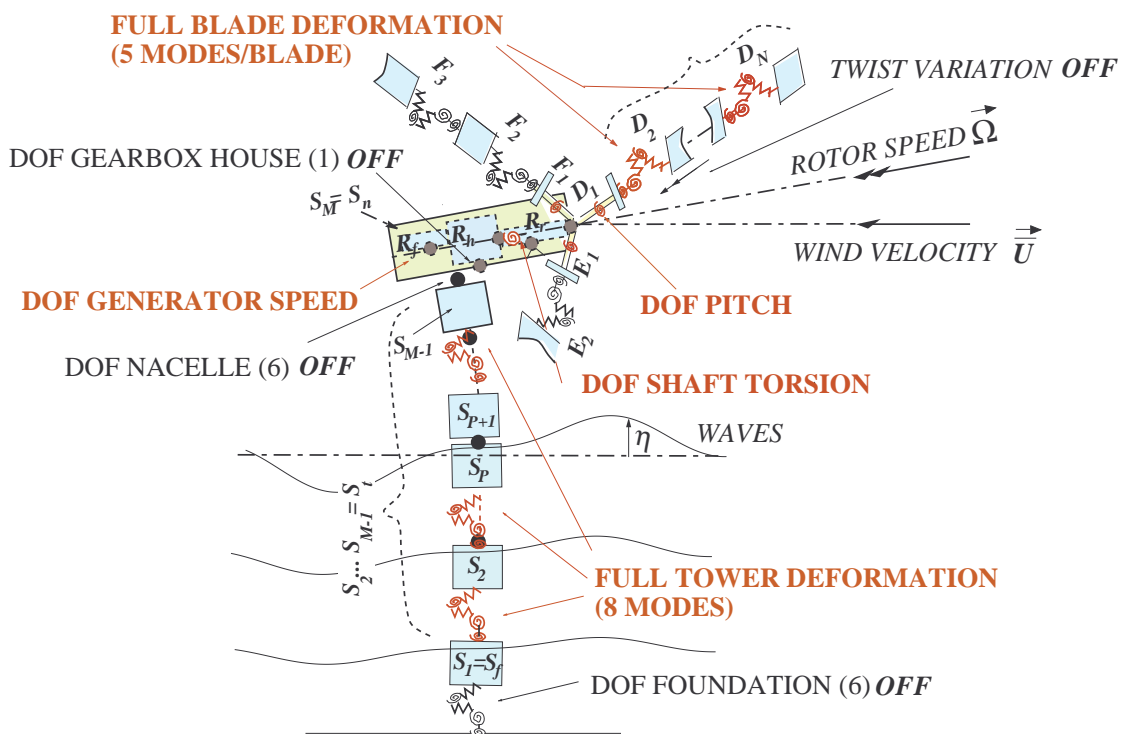 FULL BLADE DEFORMATION
(5 MODES/BLADE)
F3
F2
F1
D1
D2
DN
TWIST VARIATION OFF
ROTOR SPEED Ω
DOF GEARBOX HOUSE (1) OFF
SM= Sn
Rf
Rh
Rr
WIND VELOCITY U
E1
E2
DOF GENERATOR SPEED
DOF PITCH
SM-1
DOF NACELLE (6) OFF
DOF SHAFT TORSION
SP+1
η
WAVES
SP
S2... SM-1= St
S2
FULL TOWER DEFORMATION
(8 MODES)
S1=Sf
DOF FOUNDATION (6) OFF